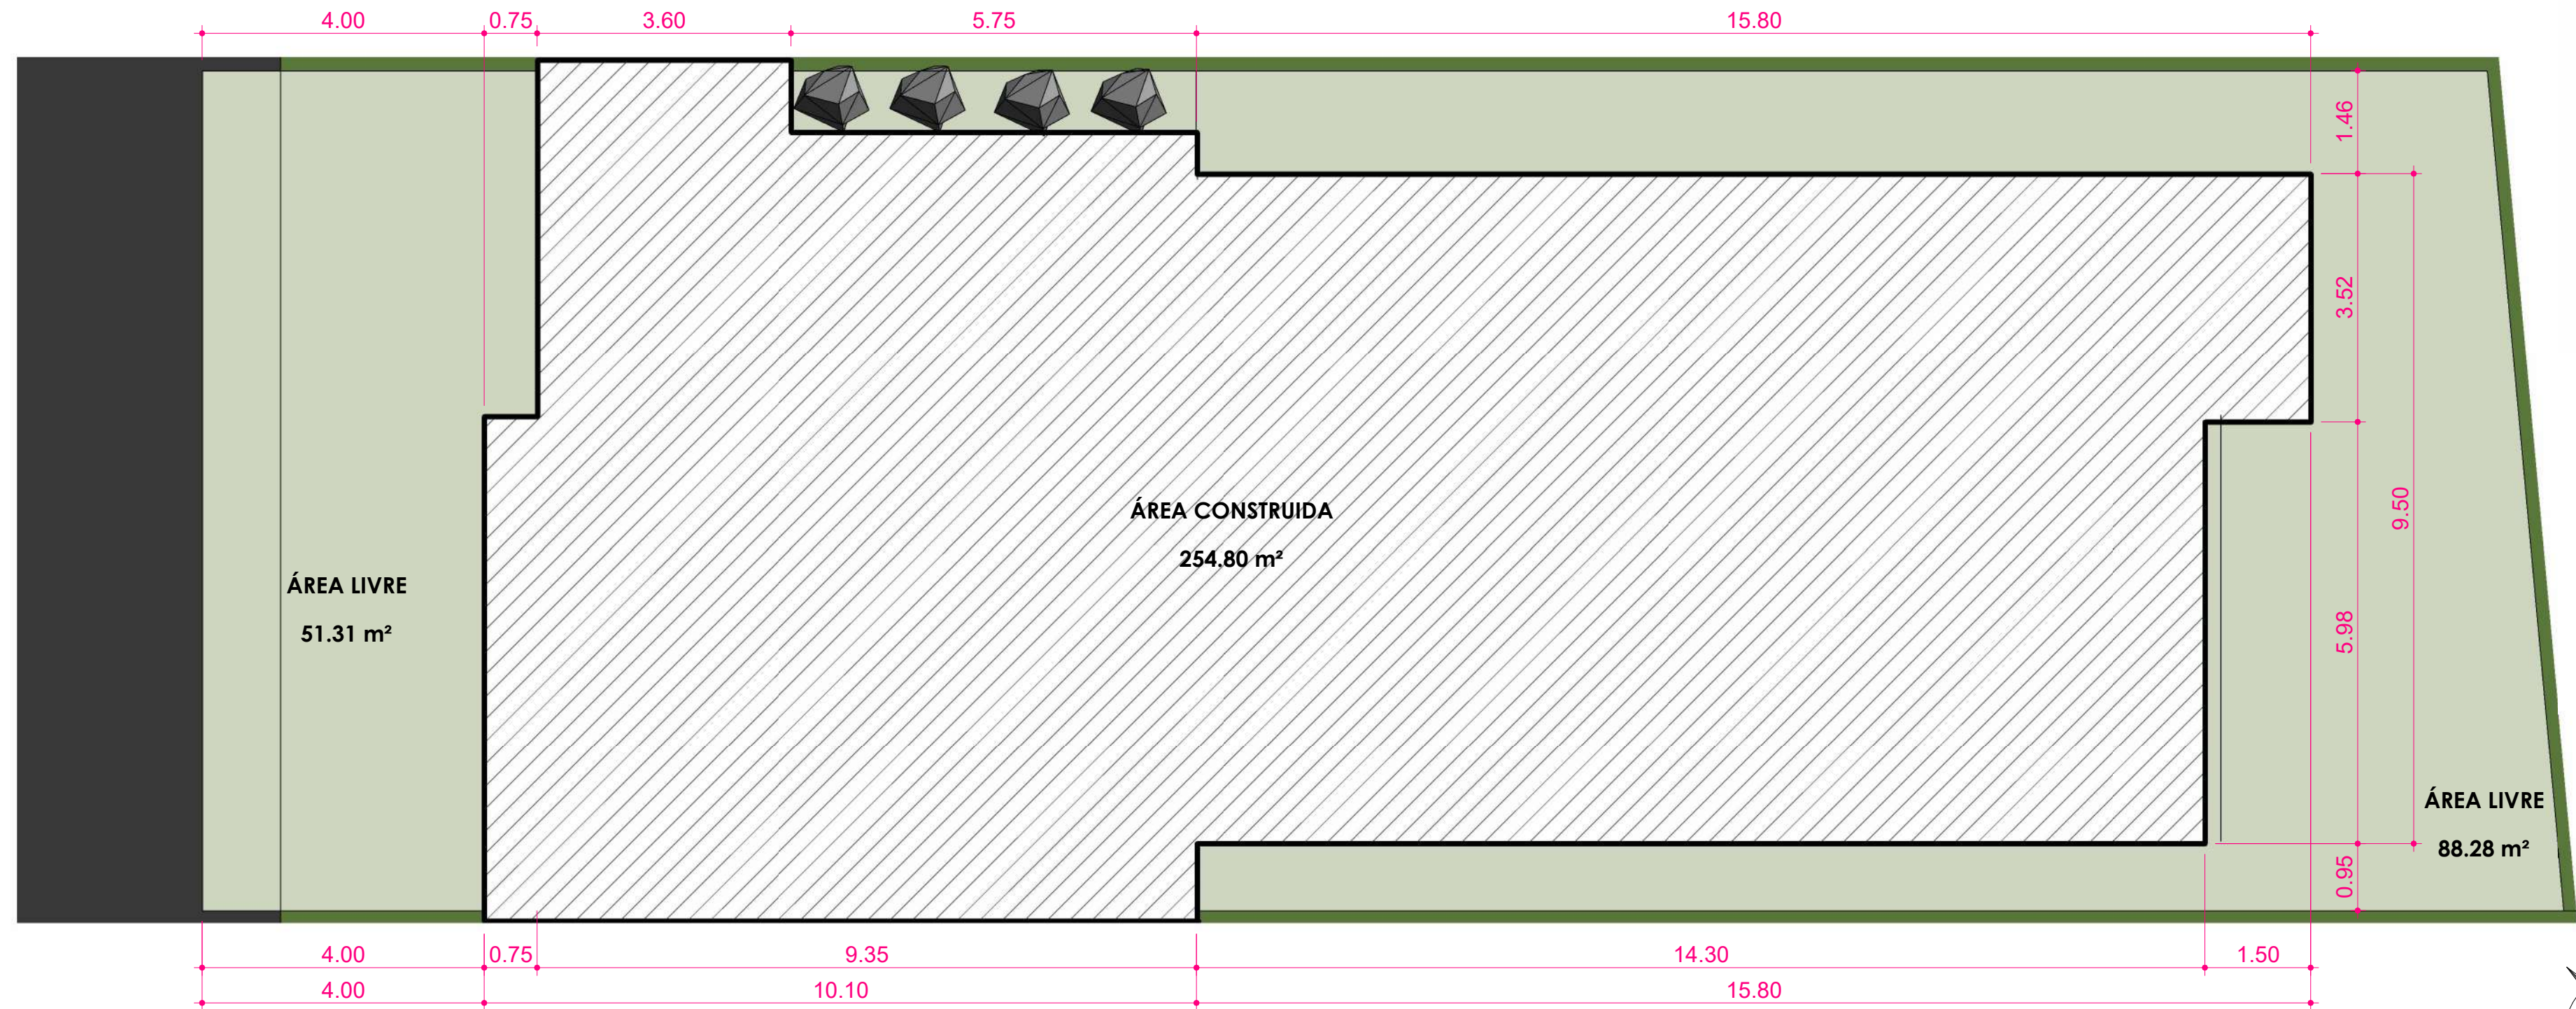 4.00 0.75 3.60 5.75 15.80
1.46
3.52
9.50
5.98
0.95
ÁREA CONSTRUIDA
254.80 m²
ÁREA LIVRE
51.31 m²
ÁREA LIVRE
88.28 m²
4.00 0.75 9.35 14.30 1.50
4.00 10.10 15.80